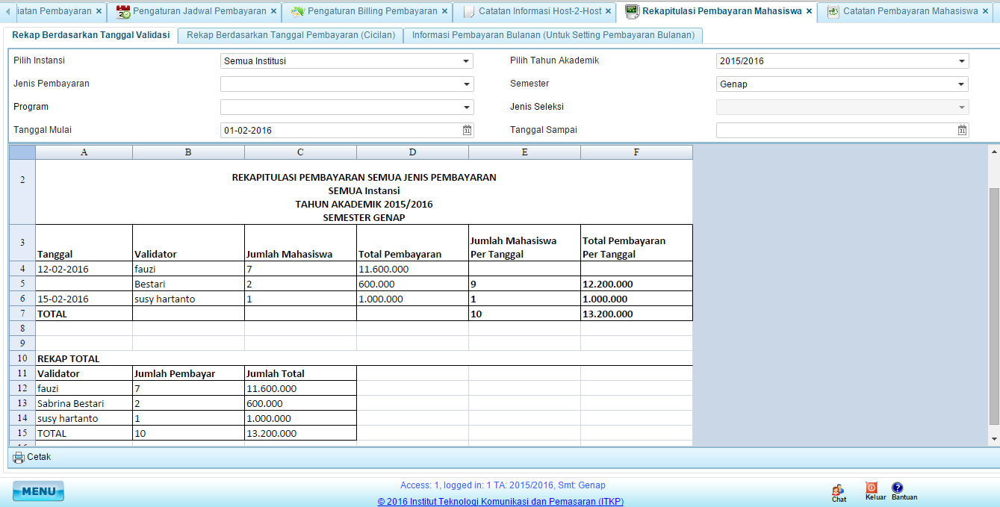 iatan Pembayaran × Pengaturan Jadwal Pembayaran × Pengaturan Billing Pembayaran × Catatan Informasi Host-2-Host × Rekapitulasi Pembayaran Mahasiswa × Catatan Pembayaran Mahasiswa ×
Rekap Berdasarkan Tanggal Validasi Rekap Berdasarkan Tanggal Pembayaran (Cicilan) Informasi Pembayaran Bulanan (Untuk Setting Pembayaran Bulanan)
Pilih Instansi Semua Institusi Pilih Tahun Akademik 2015/2016
Jenis Pembayaran Semester Genap
Program Jenis Seleksi
Tanggal Mulai 01-02-2016 Tanggal Sampai
A B C D E F
2
REKAPITULASI PEMBAYARAN SEMUA JENIS PEMBAYARAN
SEMUA Instansi
TAHUN AKADEMIK 2015/2016
SEMESTER GENAP
3 Tanggal Validator Jumlah Mahasiswa Total Pembayaran Jumlah Mahasiswa Per Tanggal Total Pembayaran Per Tanggal
4 12-02-2016 fauzi 7 11.600.000
5 Bestari 2 600.000 9 12.200.000
6 15-02-2016 susy hartanto 1 1.000.000 1 1.000.000
7 TOTAL 10 13.200.000
8
9
10 REKAP TOTAL
11 Validator Jumlah Pembayar Jumlah Total
12 fauzi 7 11.600.000
13 Sabrina Bestari 2 600.000
14 susy hartanto 1 1.000.000
15 TOTAL 10 13.200.000
Cetak
MENU
Access: 1, logged in: 1 TA: 2015/2016, Smt: Genap
© 2016 Institut Teknologi Komunikasi dan Pemasaran (ITKP)
Chat Keluar Bantuan